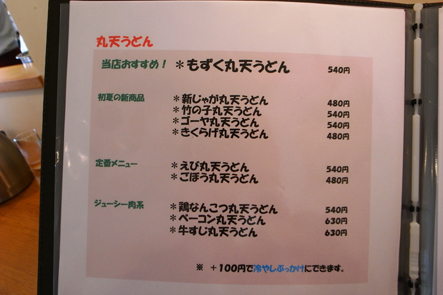 丸天うどん
当店おすすめ! *もずく丸天うどん 540円
初夏の新商品 *新じゃが丸天うどん 480円
*竹の子丸天うどん 540円
*ゴーヤ丸天うどん 540円
*きくらげ丸天うどん 480円
定番メニュー *えび丸天うどん 540円
*ごぼう丸天うどん 480円
ジューシー肉系 *鶏なんこつ丸天うどん 540円
*ベーコン丸天うどん 630円
*牛すじ丸天うどん 630円
※ +100円で冷やしぶっかけにできます。